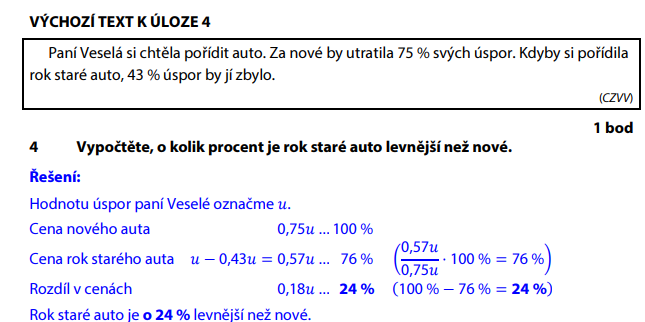 VÝCHOZÍ TEXT K ÚLOZE 4
Paní Veselá si chtěla pořídit auto. Za nové by utratila 75 % svých úspor. Kdyby si pořídila
rok staré auto, 43 % úspor by jí zbylo.
(CZVV)
1 bod
4 Vypočtěte, o kolik procent je rok staré auto levnější než nové.
Řešení:
Hodnotu úspor paní Veselé označme u.
Cena nového auta 0,75u ... 100 %
Cena rok starého auta u − 0,43u = 0,57u ... 76 % (0,57u/0,75u · 100 % = 76 %)
Rozdíl v cenách 0,18u ... 24 % (100 % − 76 % = 24 %)
Rok staré auto je o 24 % levnější než nové.